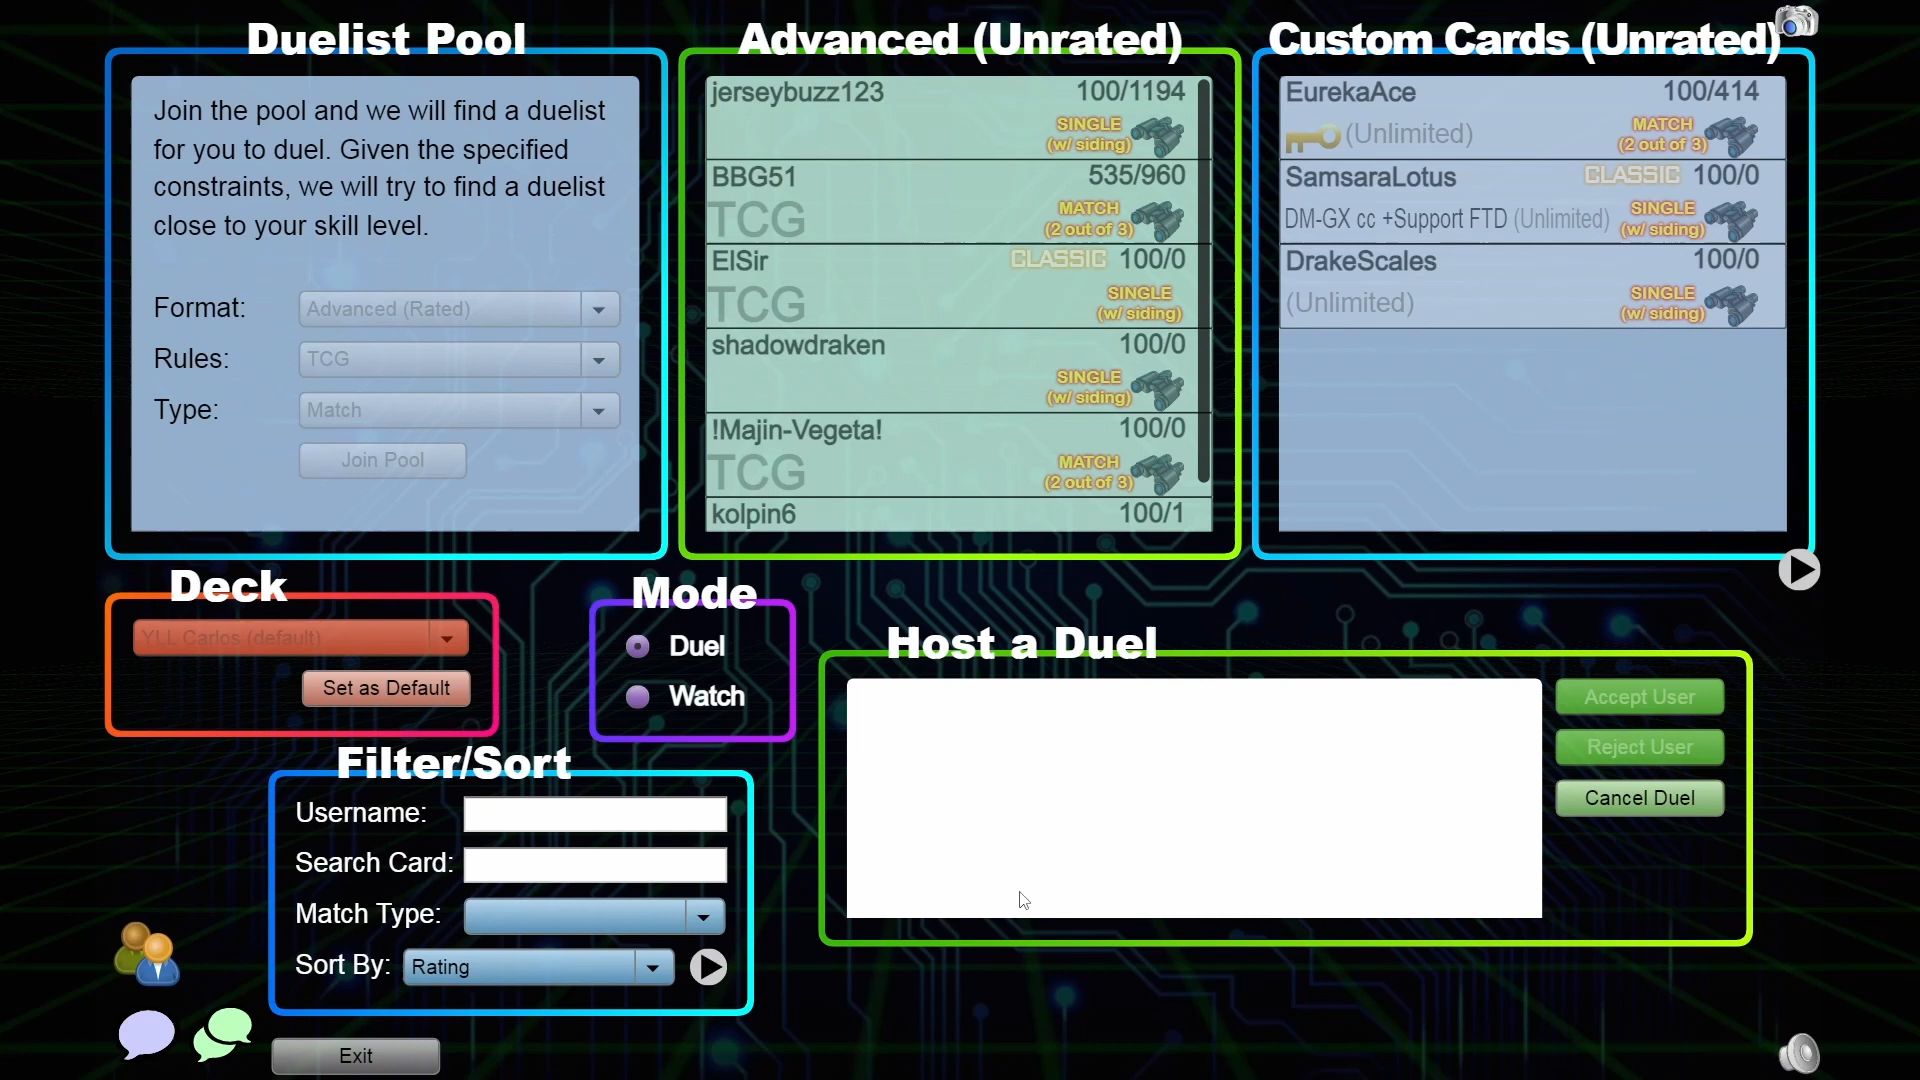 Duelist Pool
Join the pool and we will find a duelist
for you to duel. Given the specified
constraints, we will try to find a duelist
close to your skill level.
Format: Advanced (Rated)
Rules: TCG
Type: Match
Join Pool
Advanced (Unrated)
jerseybuzz123 100/1194
SINGLE
(w/ siding)
BBG51 535/960
TCG MATCH
(2 out of 3)
ElSir CLASSIC 100/0
TCG SINGLE
(w/ siding)
shadowdraken 100/0
SINGLE
(w/ siding)
!Majin-Vegeta! 100/0
TCG MATCH
(2 out of 3)
kolpin6 100/1
Custom Cards (Unrated)
EurekaAce 100/414
(Unlimited) MATCH
(2 out of 3)
SamsaraLotus CLASSIC 100/0
DM-GX cc +Support FTD (Unlimited) SINGLE
(w/ siding)
DrakeScales 100/0
(Unlimited) SINGLE
(w/ siding)
Deck
YLL Carlos (default)
Set as Default
Mode
Duel
Watch
Host a Duel
Accept User
Reject User
Cancel Duel
Filter/Sort
Username:
Search Card:
Match Type:
Sort By: Rating
Exit